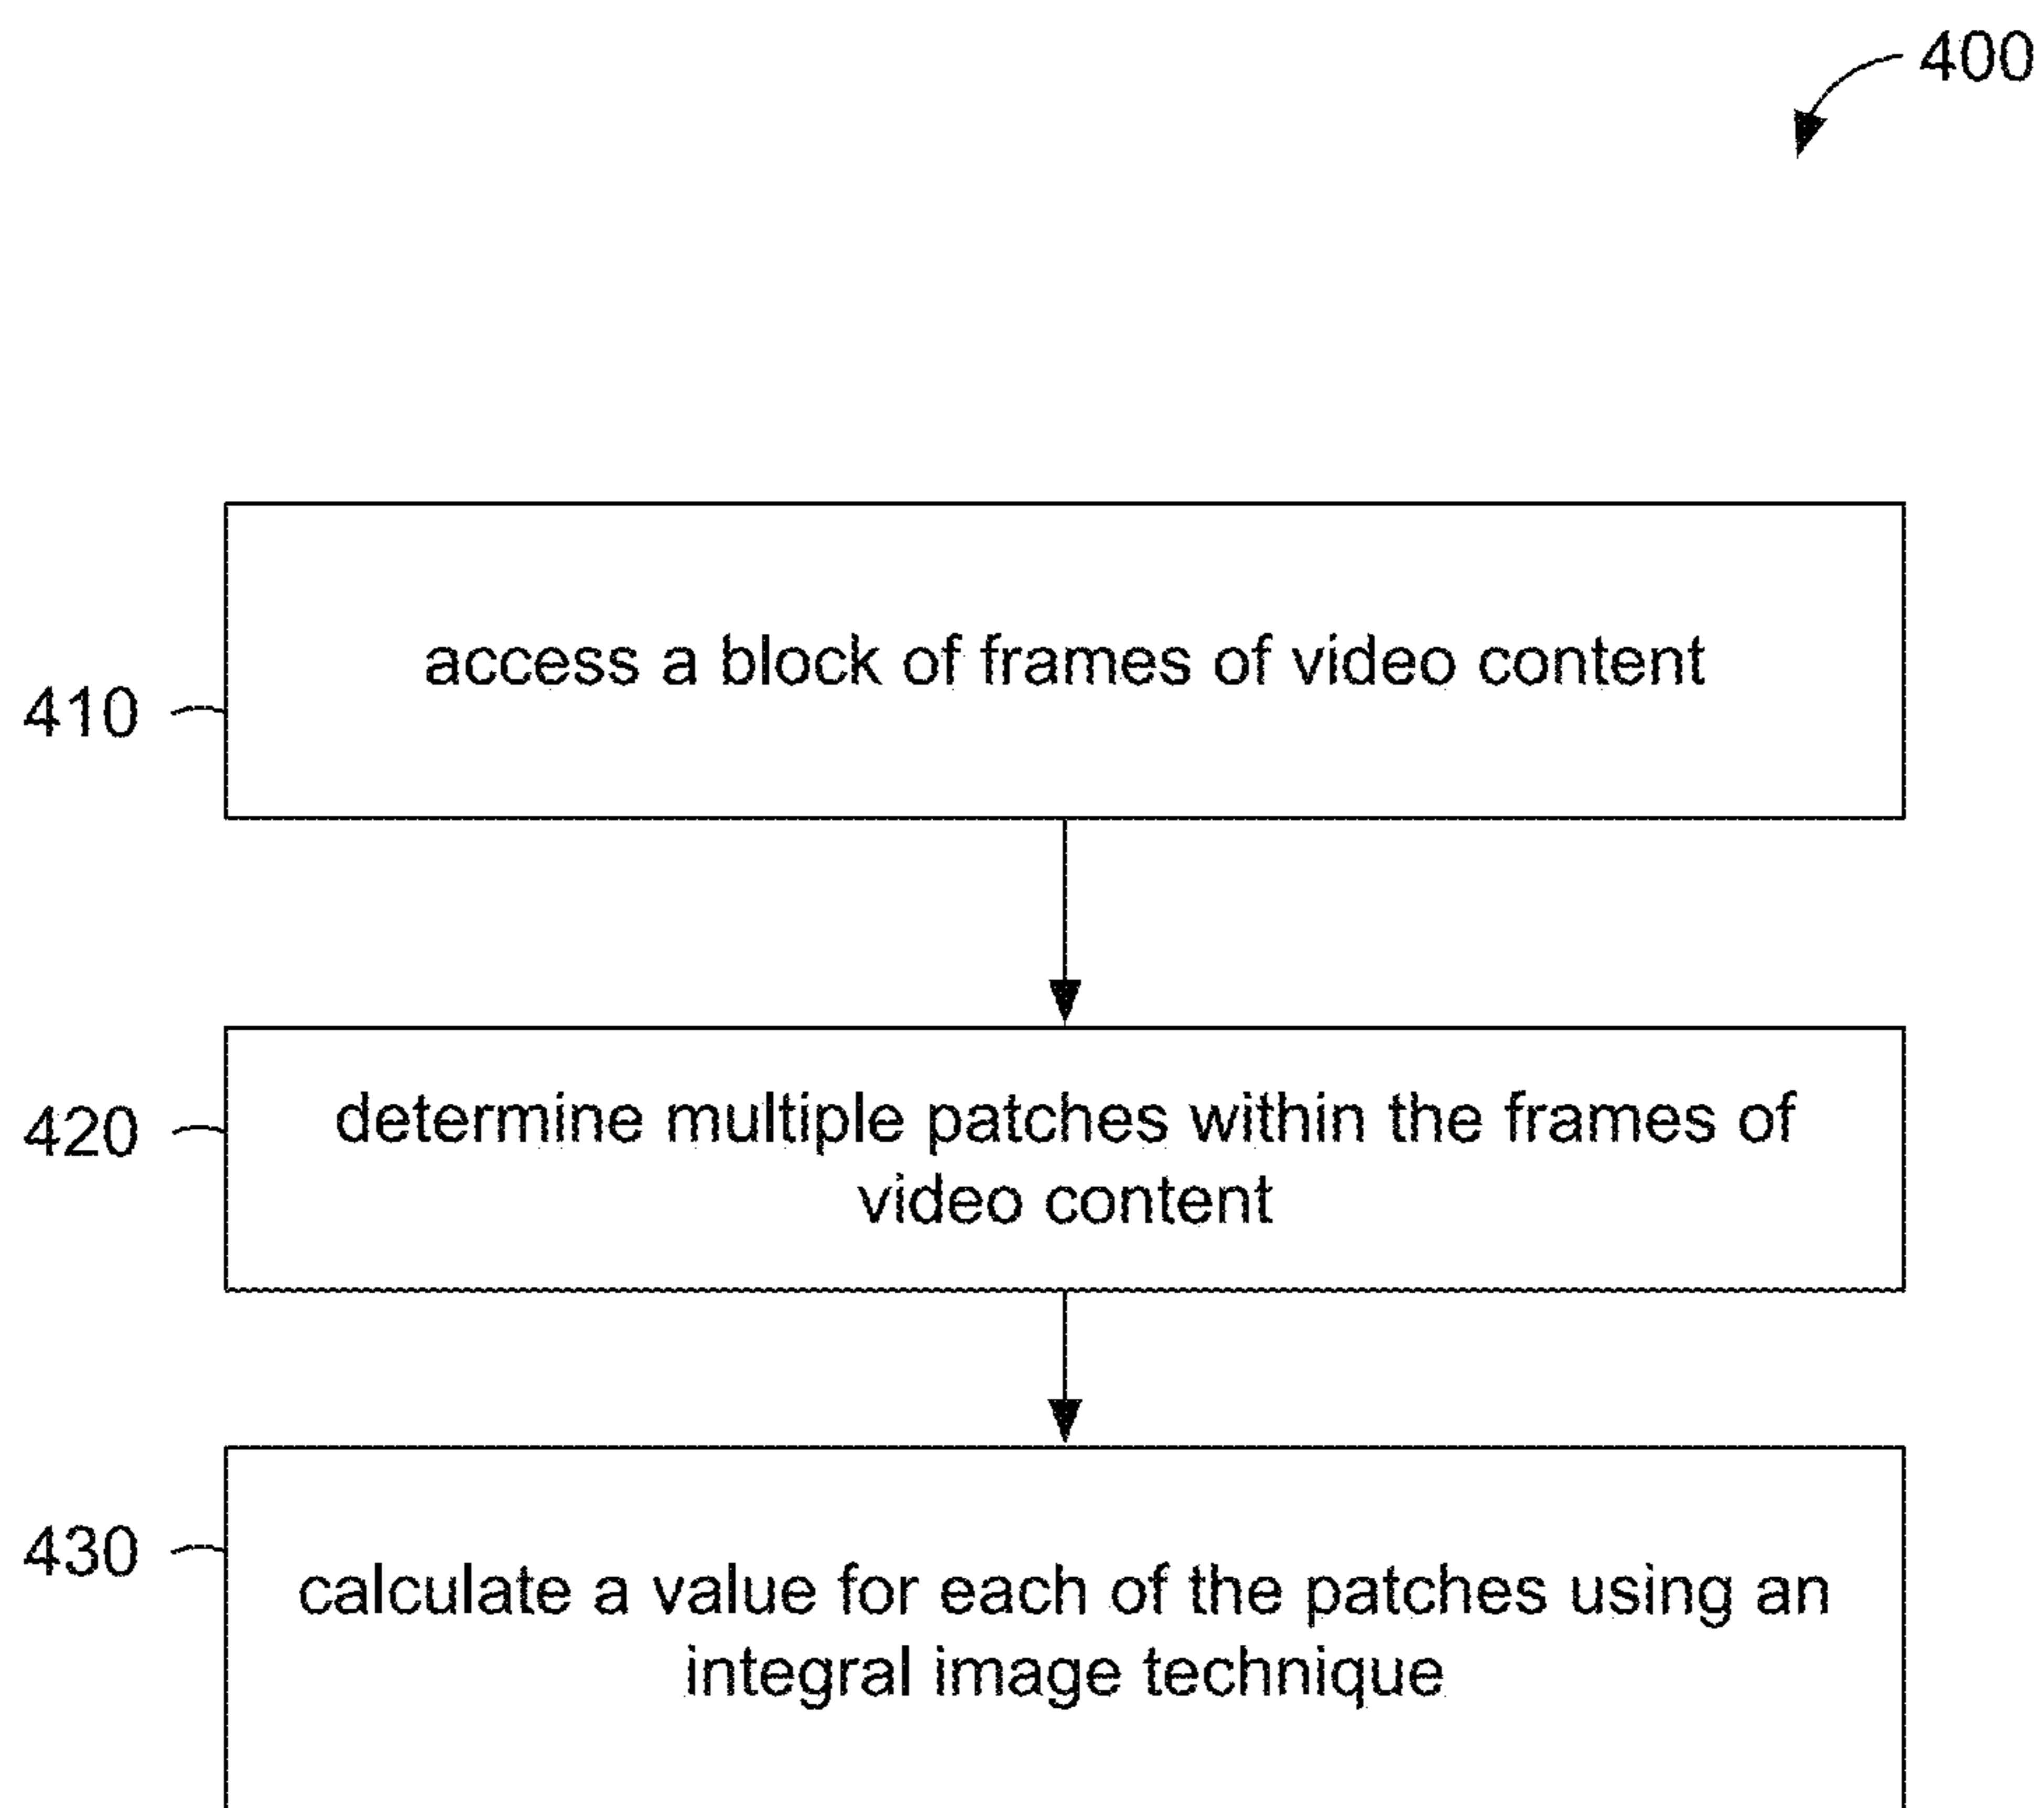 400
410
access a block of frames of video content
420
determine multiple patches within the frames of
video content
430
calculate a value for each of the patches using an
integral image technique